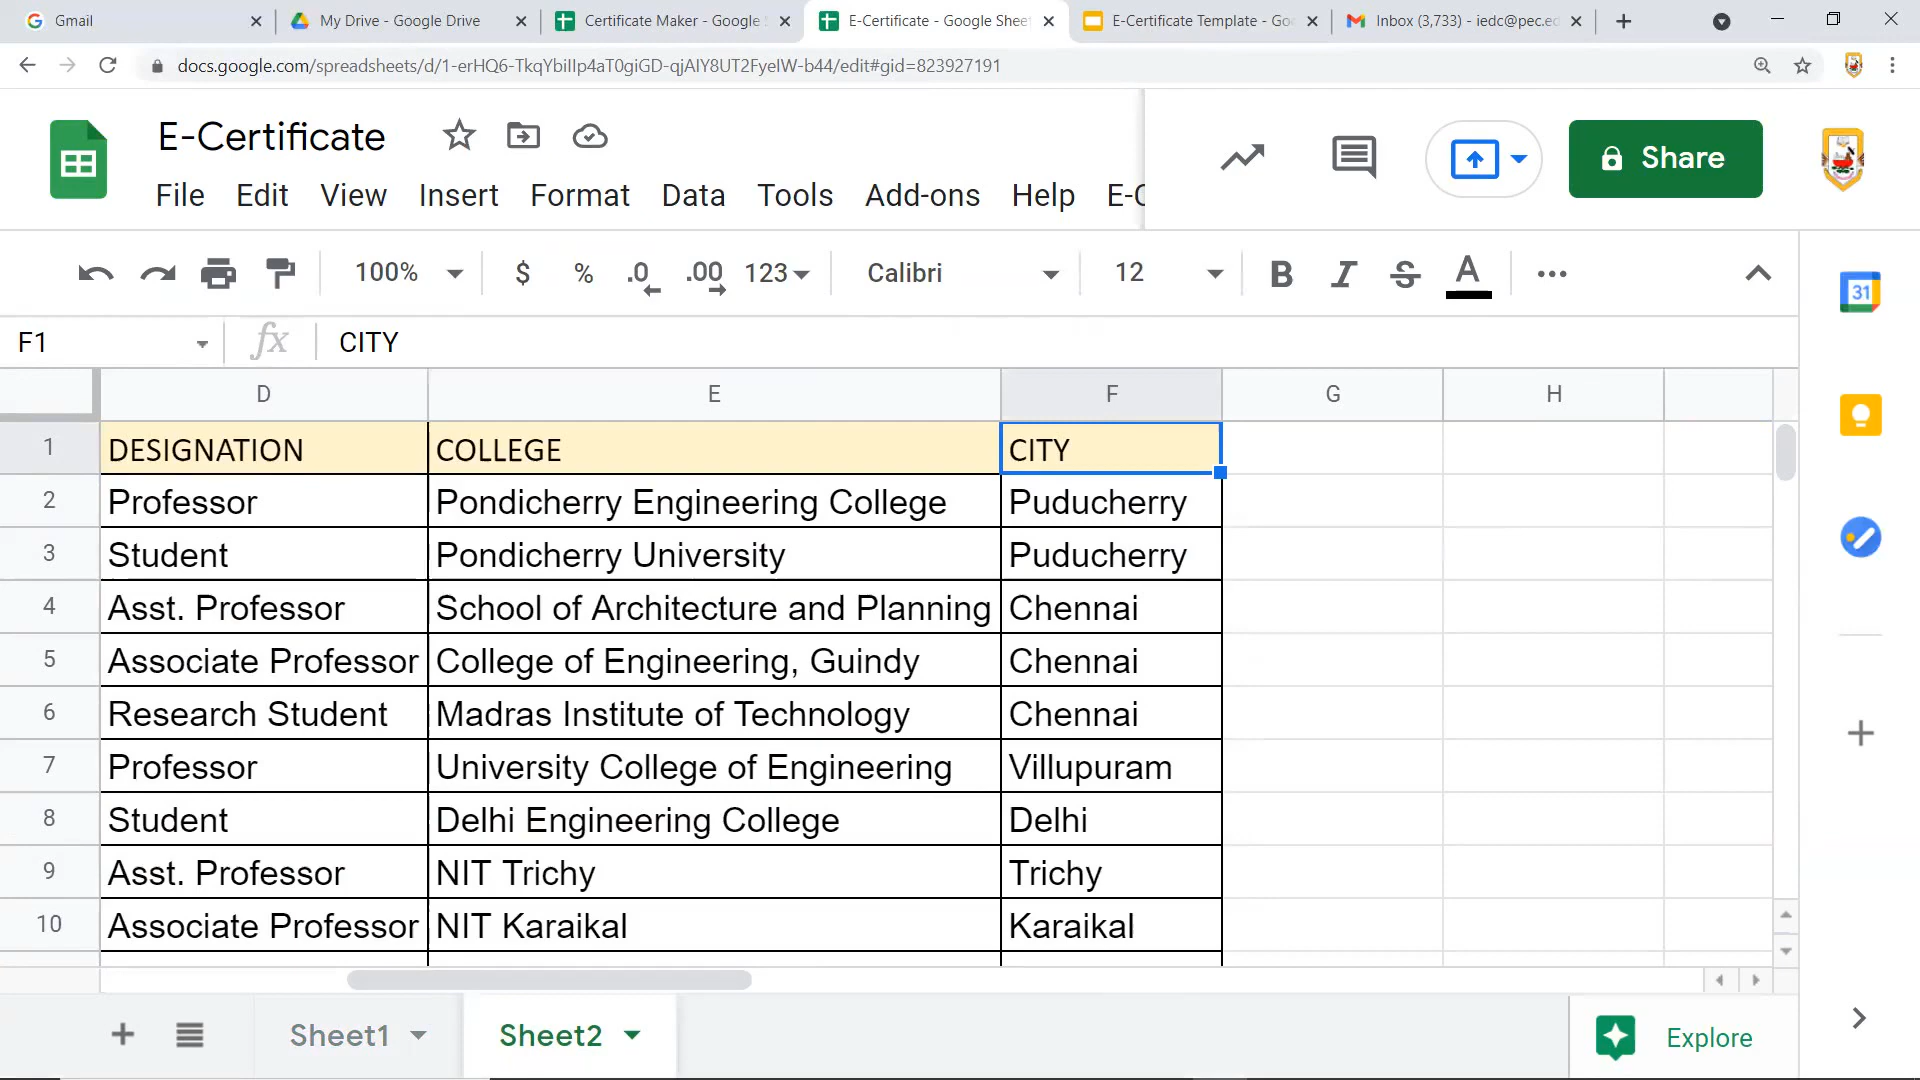 Gmail
My Drive - Google Drive
Certificate Maker - Google S
E-Certificate - Google Shee
E-Certificate Template - Go
Inbox (3,733) - iedc@pec.ed
docs.google.com/spreadsheets/d/1-erHQ6-TkqYbiIIp4aT0giGD-qjAIY8UT2FyeIW-b44/edit#gid=823927191
E-Certificate
Share
File Edit View Insert Format Data Tools Add-ons Help E-C
100% $ % .0 .00 123 Calibri 12 B I S A
31
F1 fx CITY
D E F G H
1 DESIGNATION COLLEGE CITY
2 Professor Pondicherry Engineering College Puducherry
3 Student Pondicherry University Puducherry
4 Asst. Professor School of Architecture and Planning Chennai
5 Associate Professor College of Engineering, Guindy Chennai
6 Research Student Madras Institute of Technology Chennai
7 Professor University College of Engineering Villupuram
8 Student Delhi Engineering College Delhi
9 Asst. Professor NIT Trichy Trichy
10 Associate Professor NIT Karaikal Karaikal
Sheet1 Sheet2 Explore